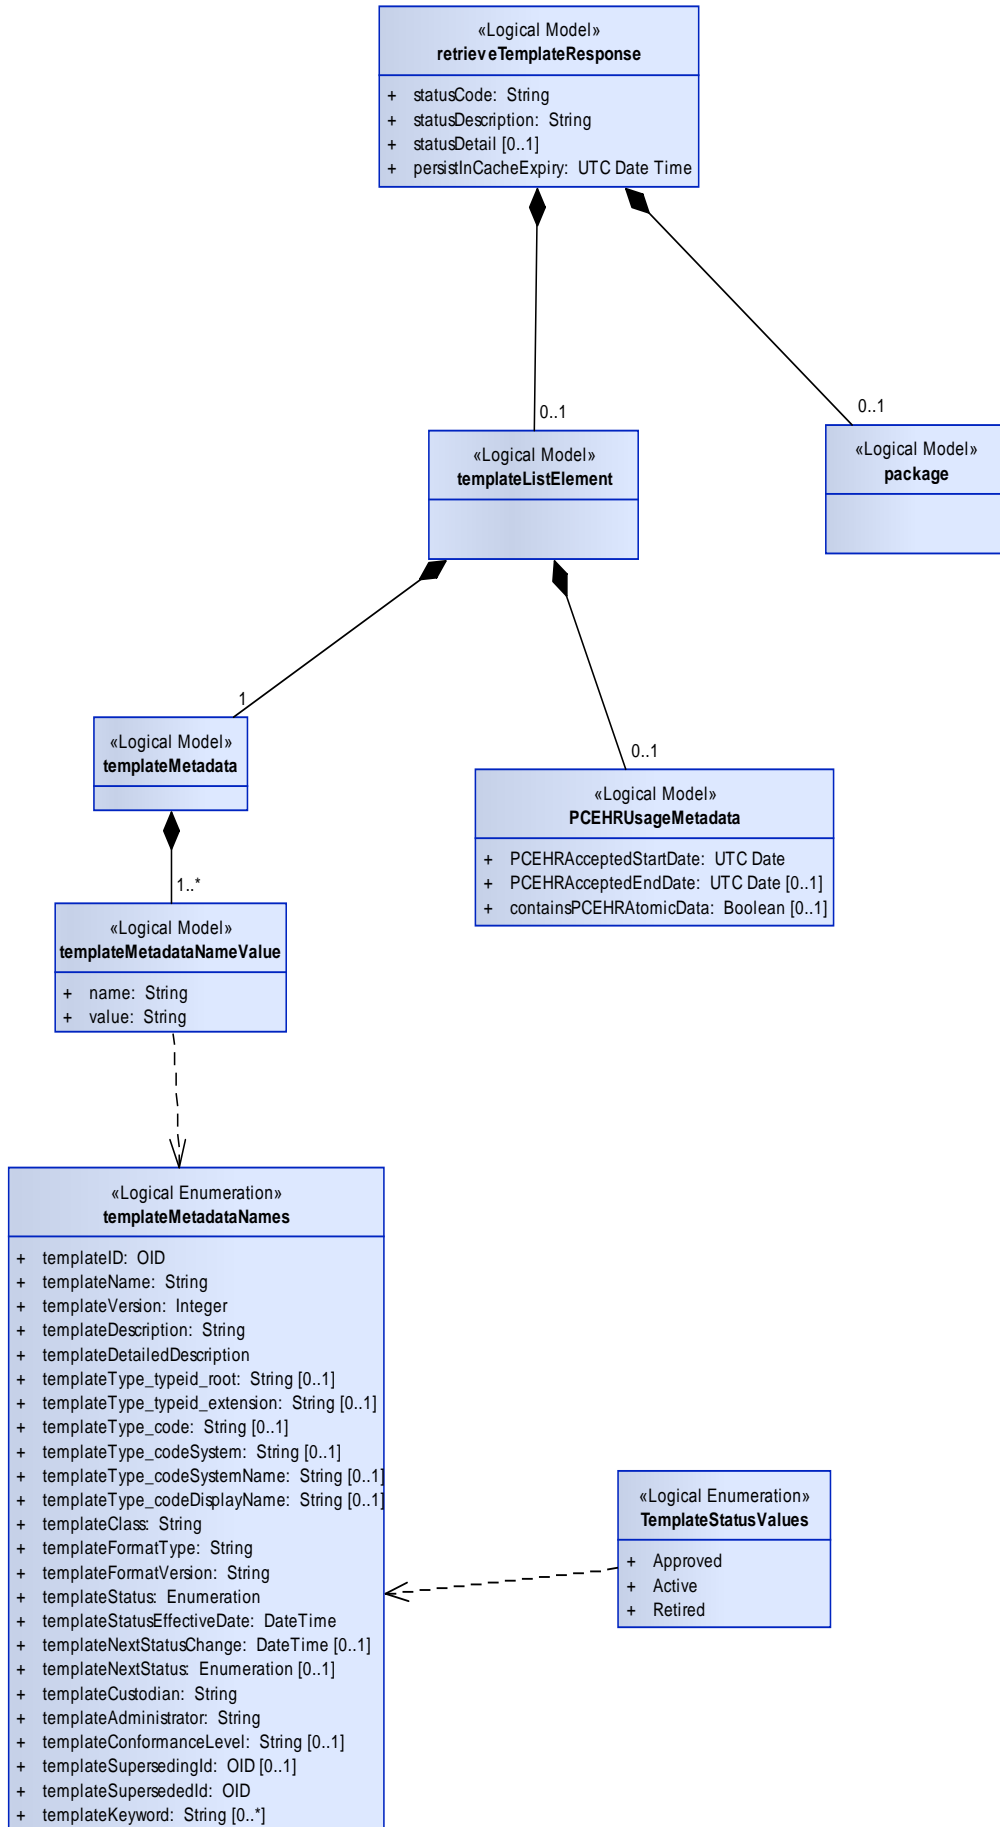 «Logical Model»
retrieveTemplateResponse
+ statusCode: String
+ statusDescription: String
+ statusDetail [0..1]
+ persistInCacheExpiry: UTC Date Time
0..1
0..1
«Logical Model»
templateListElement
«Logical Model»
package
1
0..1
«Logical Model»
templateMetadata
«Logical Model»
PCEHRUsageMetadata
+ PCEHRAcceptedStartDate: UTC Date
+ PCEHRAcceptedEndDate: UTC Date [0..1]
+ containsPCEHRAtomicData: Boolean [0..1]
1..*
«Logical Model»
templateMetadataNameValue
+ name: String
+ value: String
«Logical Enumeration»
templateMetadataNames
+ templateID: OID
+ templateName: String
+ templateVersion: Integer
+ templateDescription: String
+ templateDetailedDescription
+ templateType_typeid_root: String [0..1]
+ templateType_typeid_extension: String [0..1]
+ templateType_code: String [0..1]
+ templateType_codeSystem: String [0..1]
+ templateType_codeSystemName: String [0..1]
+ templateType_codeDisplayName: String [0..1]
+ templateClass: String
+ templateFormatType: String
+ templateFormatVersion: String
+ templateStatus: Enumeration
+ templateStatusEffectiveDate: DateTime
+ templateNextStatusChange: DateTime [0..1]
+ templateNextStatus: Enumeration [0..1]
+ templateCustodian: String
+ templateAdministrator: String
+ templateConformanceLevel: String [0..1]
+ templateSupersedingId: OID [0..1]
+ templateSupersededId: OID
+ templateKeyword: String [0..*]
«Logical Enumeration»
TemplateStatusValues
+ Approved
+ Active
+ Retired